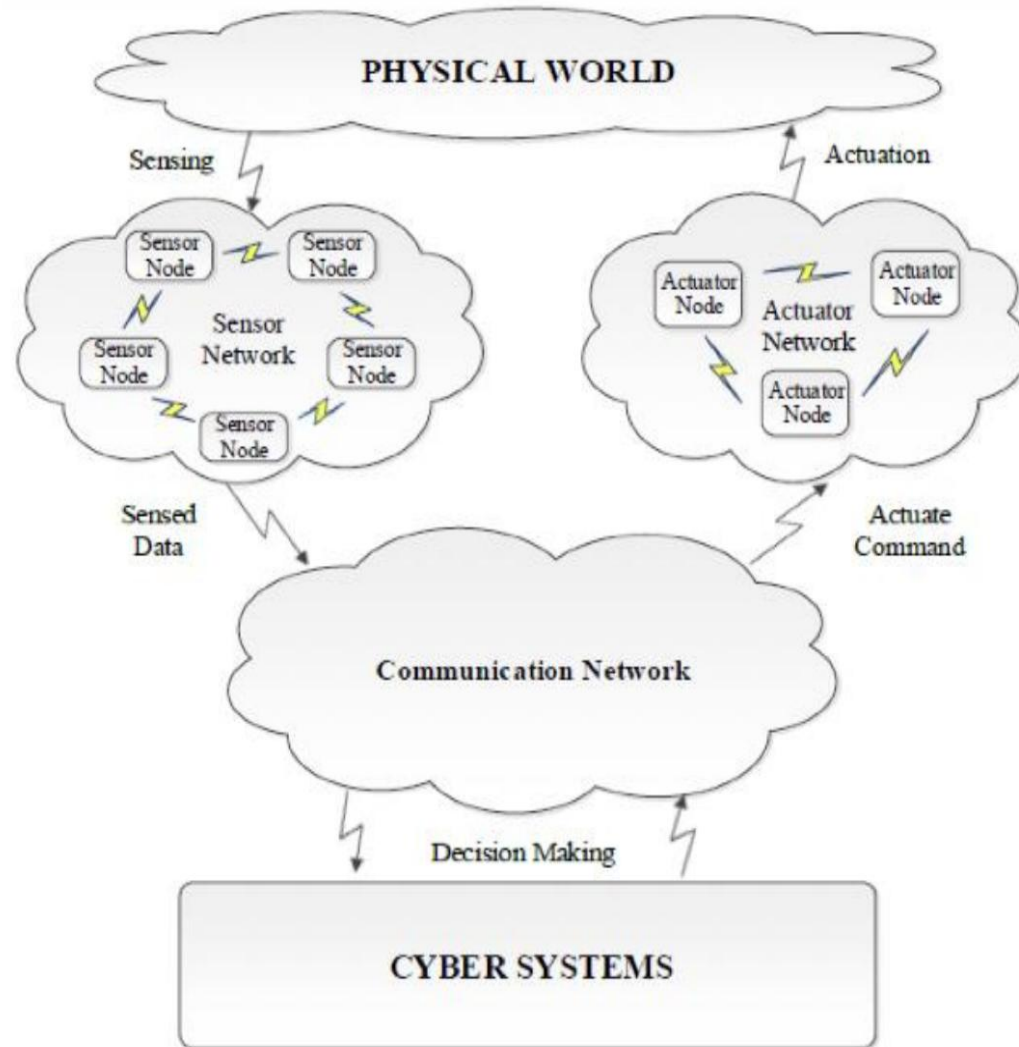 PHYSICAL WORLD
Sensing
Actuation
Sensor
Node
Sensor
Node
Sensor
Network
Sensor
Node
Sensor
Node
Sensor
Node
Actuator
Node
Actuator
Node
Actuator
Network
Actuator
Node
Sensed
Data
Actuate
Command
Communication Network
Decision Making
CYBER SYSTEMS